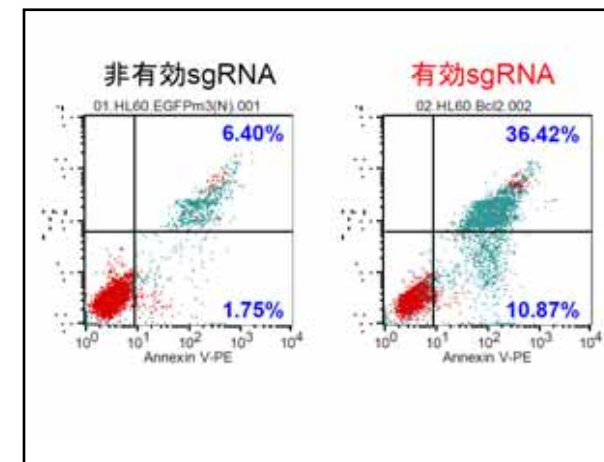 非有効sgRNA
01.HL60.EGFPm3(N).001
6.40%
1.75%
10⁰ 10¹ 10² 10³ 10⁴
Annexin V-PE
有効sgRNA
02.HL60.Bcl2.002
36.42%
10.87%
10⁰ 10¹ 10² 10³ 10⁴
Annexin V-PE